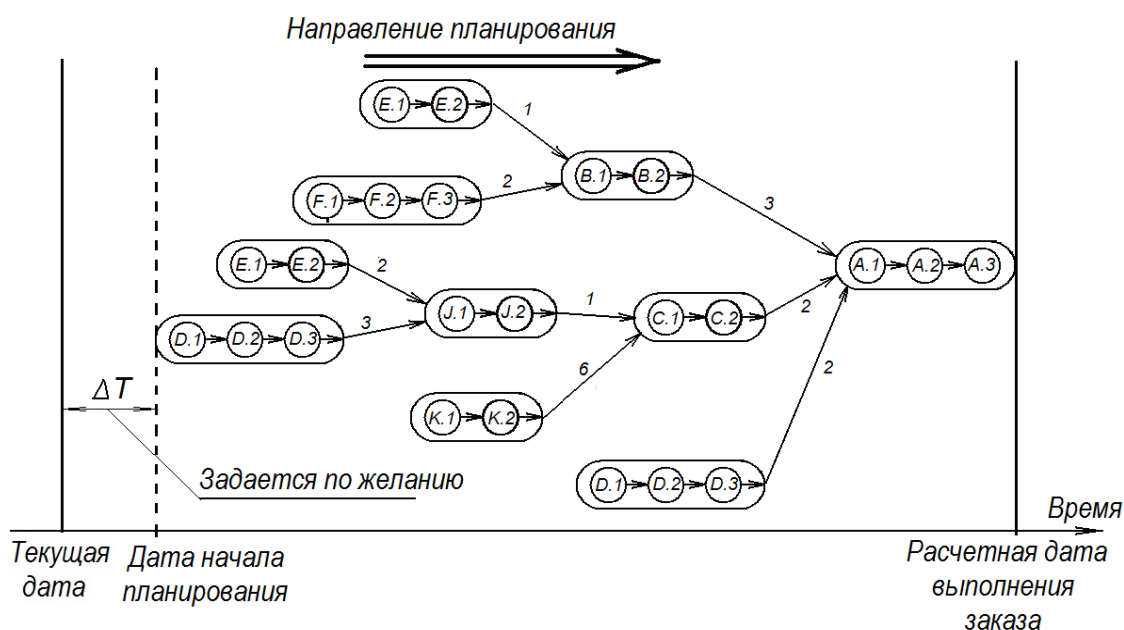 Направление планирования
E.1 E.2
1
B.1 B.2
F.1 F.2 F.3
2
3
E.1 E.2
2
A.1 A.2 A.3
J.1 J.2
1
C.1 C.2
2
D.1 D.2 D.3
3
6
2
ΔT
K.1 K.2
Задается по желанию
D.1 D.2 D.3
Время
Текущая
дата
Дата начала
планирования
Расчетная дата
выполнения
заказа